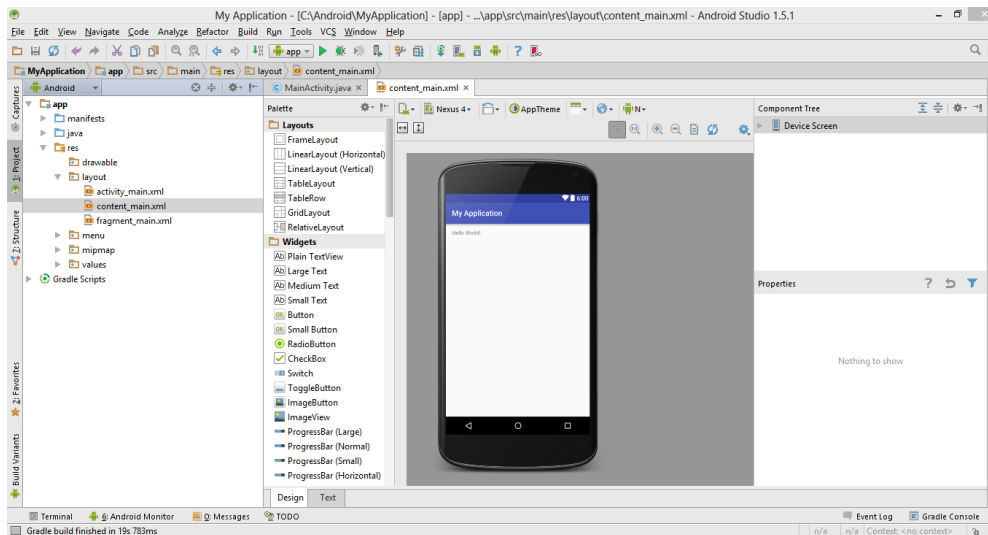 My Application - [C:\Android\MyApplication] - [app] - ...\app\src\main\res\layout\content_main.xml - Android Studio 1.5.1
File Edit View Navigate Code Analyze Refactor Build Run Tools VCS Window Help
app
MyApplication app src main res layout content_main.xml
Captures
1: Project
7: Structure
2: Favorites
Build Variants
Android
app
manifests
java
res
drawable
layout
activity_main.xml
content_main.xml
fragment_main.xml
menu
mipmap
values
Gradle Scripts
MainActivity.java × content_main.xml ×
Palette
Layouts
FrameLayout
LinearLayout (Horizontal)
LinearLayout (Vertical)
TableLayout
TableRow
GridLayout
RelativeLayout
Widgets
Ab Plain TextView
Ab Large Text
Ab Medium Text
Ab Small Text
OK Button
OK Small Button
RadioButton
CheckBox
Switch
ToggleButton
ImageButton
ImageView
ProgressBar (Large)
ProgressBar (Normal)
ProgressBar (Small)
ProgressBar (Horizontal)
Nexus 4 AppTheme N
6:00
My Application
Hello World!
Component Tree
Device Screen
Properties
Nothing to show
Design Text
Terminal 6: Android Monitor 0: Messages TODO Event Log Gradle Console
Gradle build finished in 19s 783ms n/a n/a Context: <no context>